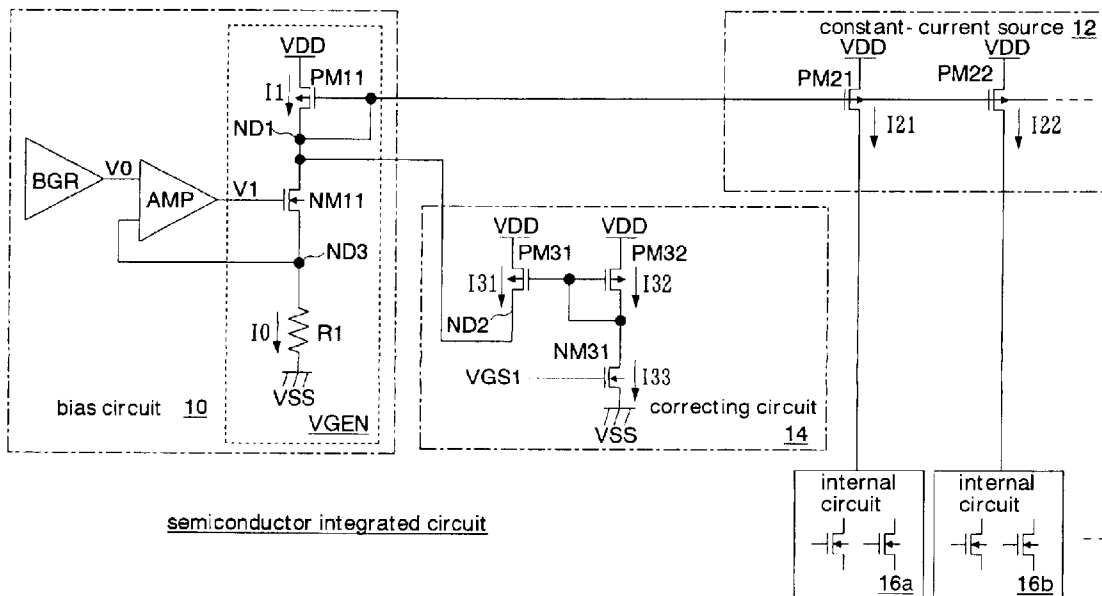 VDD
PM11
I1
ND1
BGR
V0
AMP
V1
NM11
ND3
I0
R1
VSS
bias circuit 10
VGEN
constant- current source 12
VDD
VDD
PM21
PM22
I21
I22
VDD
VDD
PM31
PM32
I31
I32
ND2
NM31
VGS1
I33
VSS
correcting circuit
14
internal
circuit
16a
internal
circuit
16b
semiconductor integrated circuit